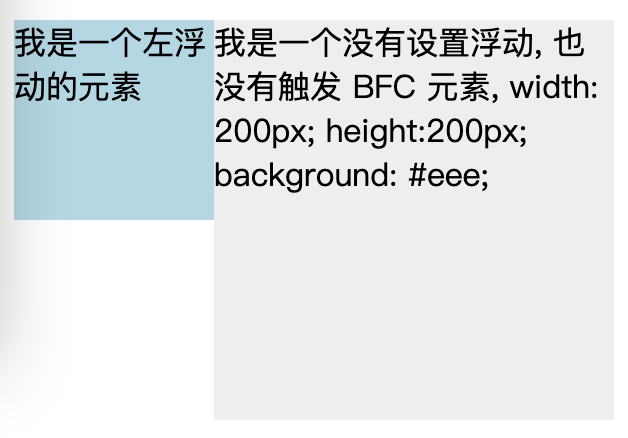 我是一个左浮
动的元素
我是一个没有设置浮动, 也
没有触发 BFC 元素, width:
200px; height:200px;
background: #eee;